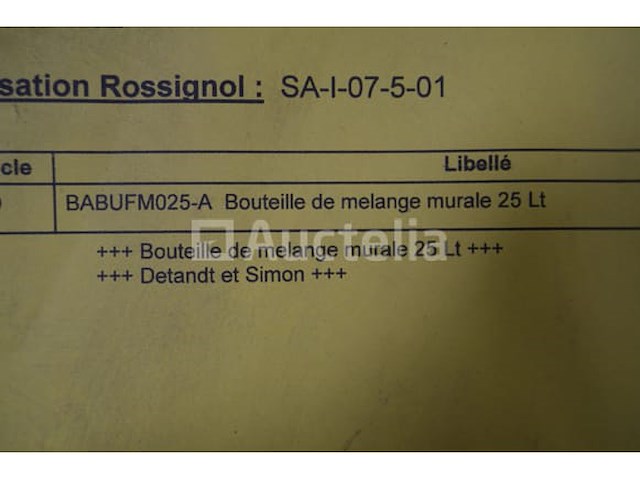 sation Rossignol : SA-I-07-5-01
cle Libellé
BABUFM025-A Bouteille de melange murale 25 Lt
Auctelia
+++ Bouteille de melange murale 25 Lt +++
+++ Detandt et Simon +++